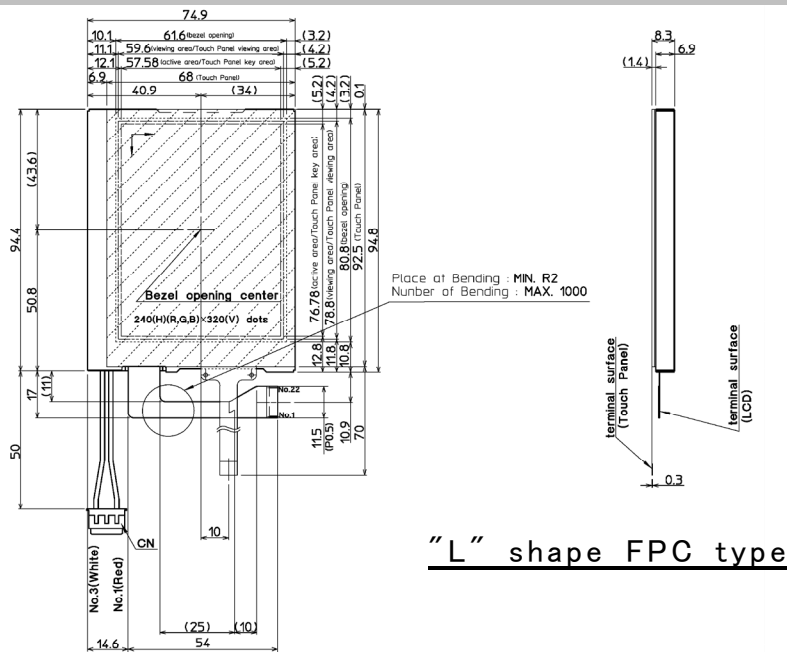 74.9
10.1 61.6(bezel opening) (3.2)
11.1 59.6(viewing area/Touch Panel viewing area) (4.2)
12.1 57.58(active area/Touch Panel key area) (5.2)
6.9 68(Touch Panel)
40.9 (34)
(5.2)
(4.2)
(3.2)
0.1
94.4
(43.6)
50.8
76.78(active area/Touch Pane key area)
78.8(viewing area/Touch Panel viewing area)
80.8(bezel opening)
92.5 (Touch Panel)
94.8
Bezel opening center
240(H)(R,G,B)×320(V) dots
12.8
11.8
10.8
Place at Bending : MIN. R2
Nunber of Bending : MAX. 1000
17
(11)
50
No.22
No.1
11.5
(P0.5)
10.9
70
10
CN
No.3(White)
No.1(Red)
(25) (10)
14.6 54
8.3
6.9
(1.4)
terminal surface
(Touch Panel)
terminal surface
(LCD)
0.3
"L" shape FPC type